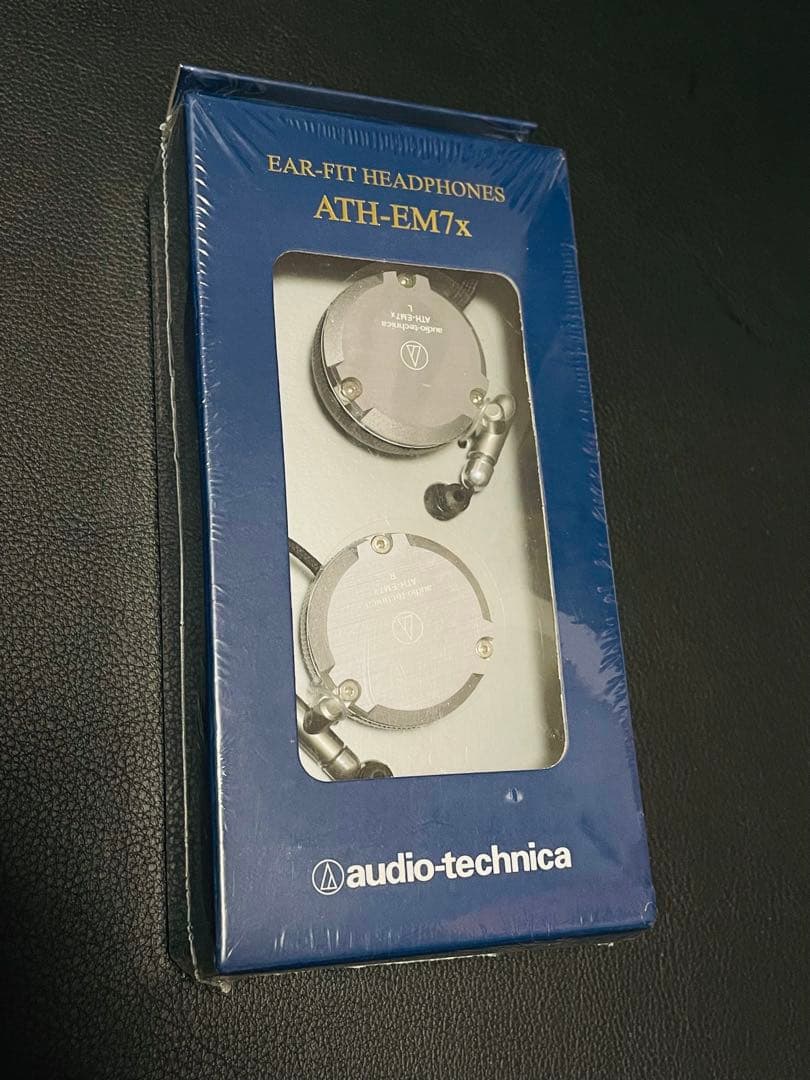 EAR-FIT HEADPHONES
ATH-EM7x
audio-technica
ATH-EM7x
L
audio-technica
ATH-EM7x
R
audio-technica